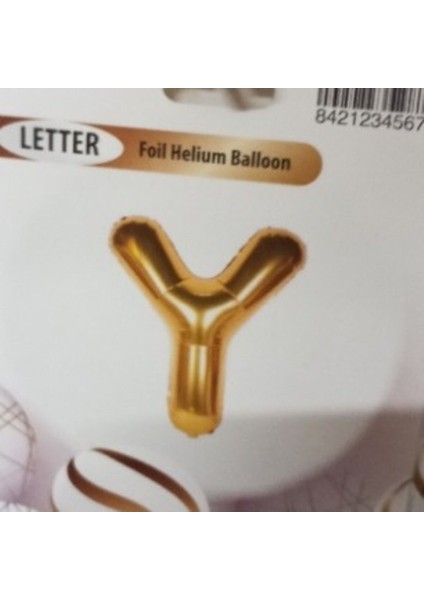 8421234567
LETTER
Foil Helium Balloon
Y